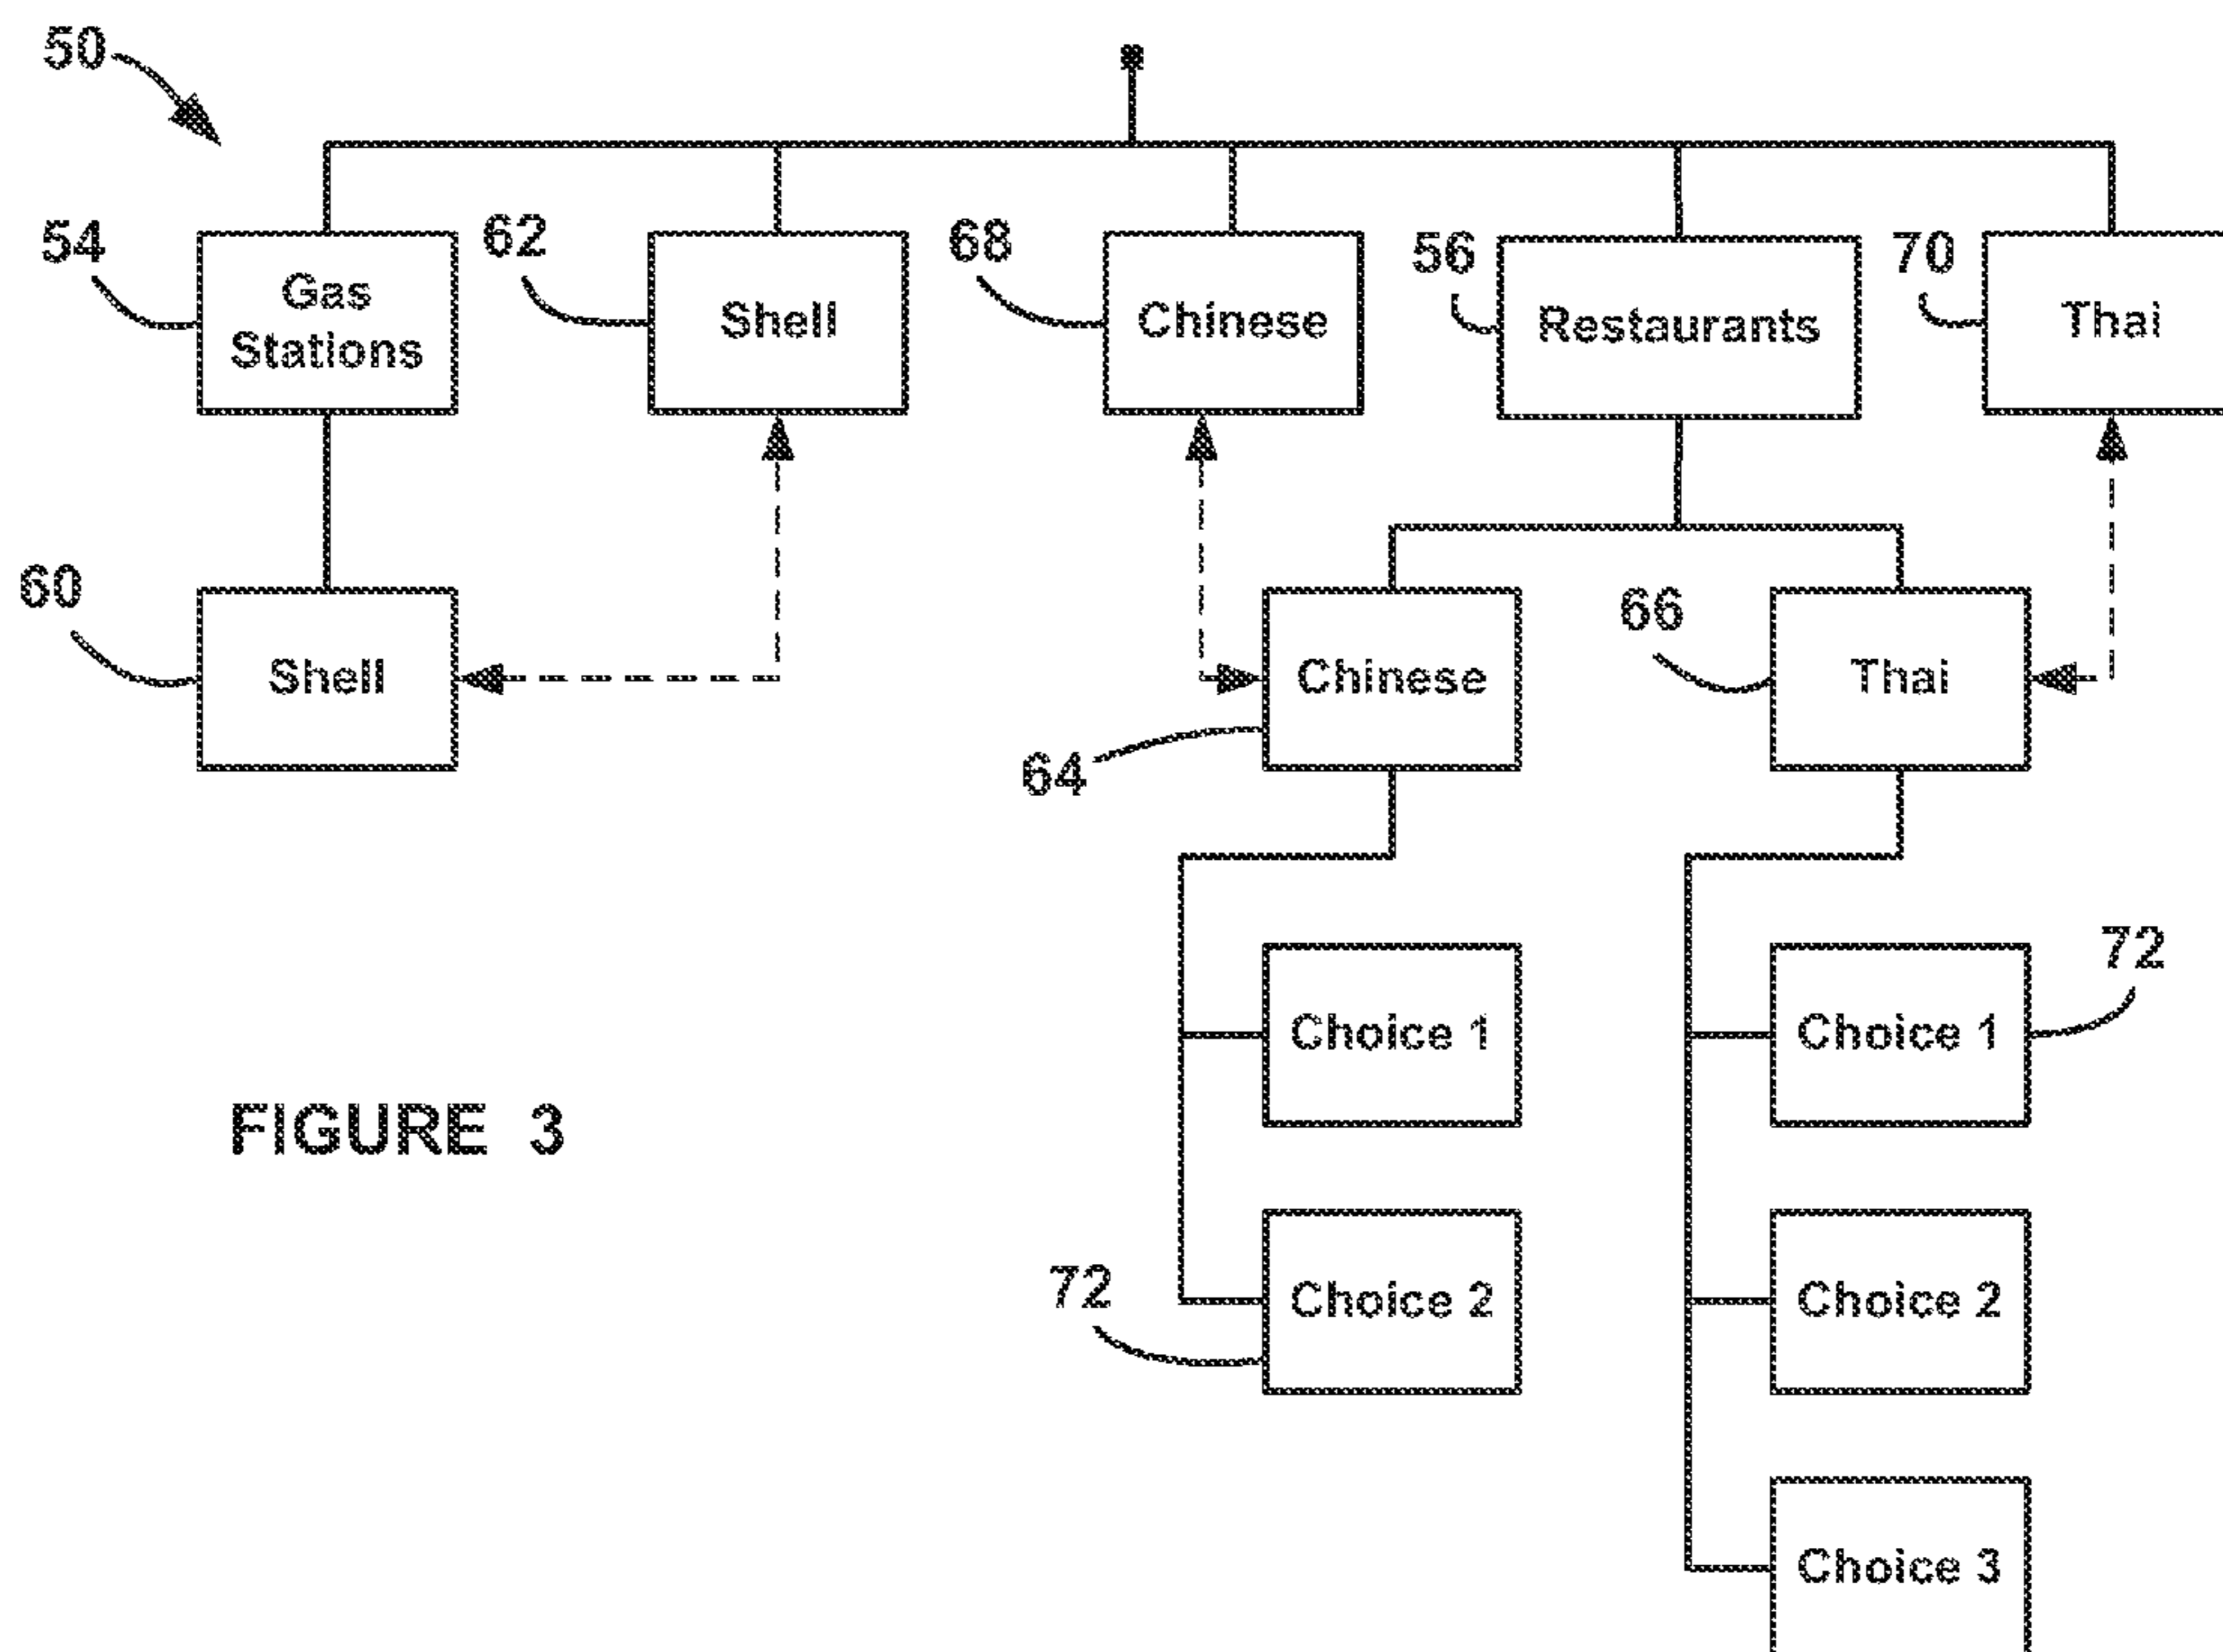 50
54
62
68
56
70
Gas
Stations
Shell
Chinese
Restaurants
Thai
60
Shell
Chinese
66
Thai
64
Choice 1
Choice 1
72
FIGURE 3
72
Choice 2
Choice 2
Choice 3